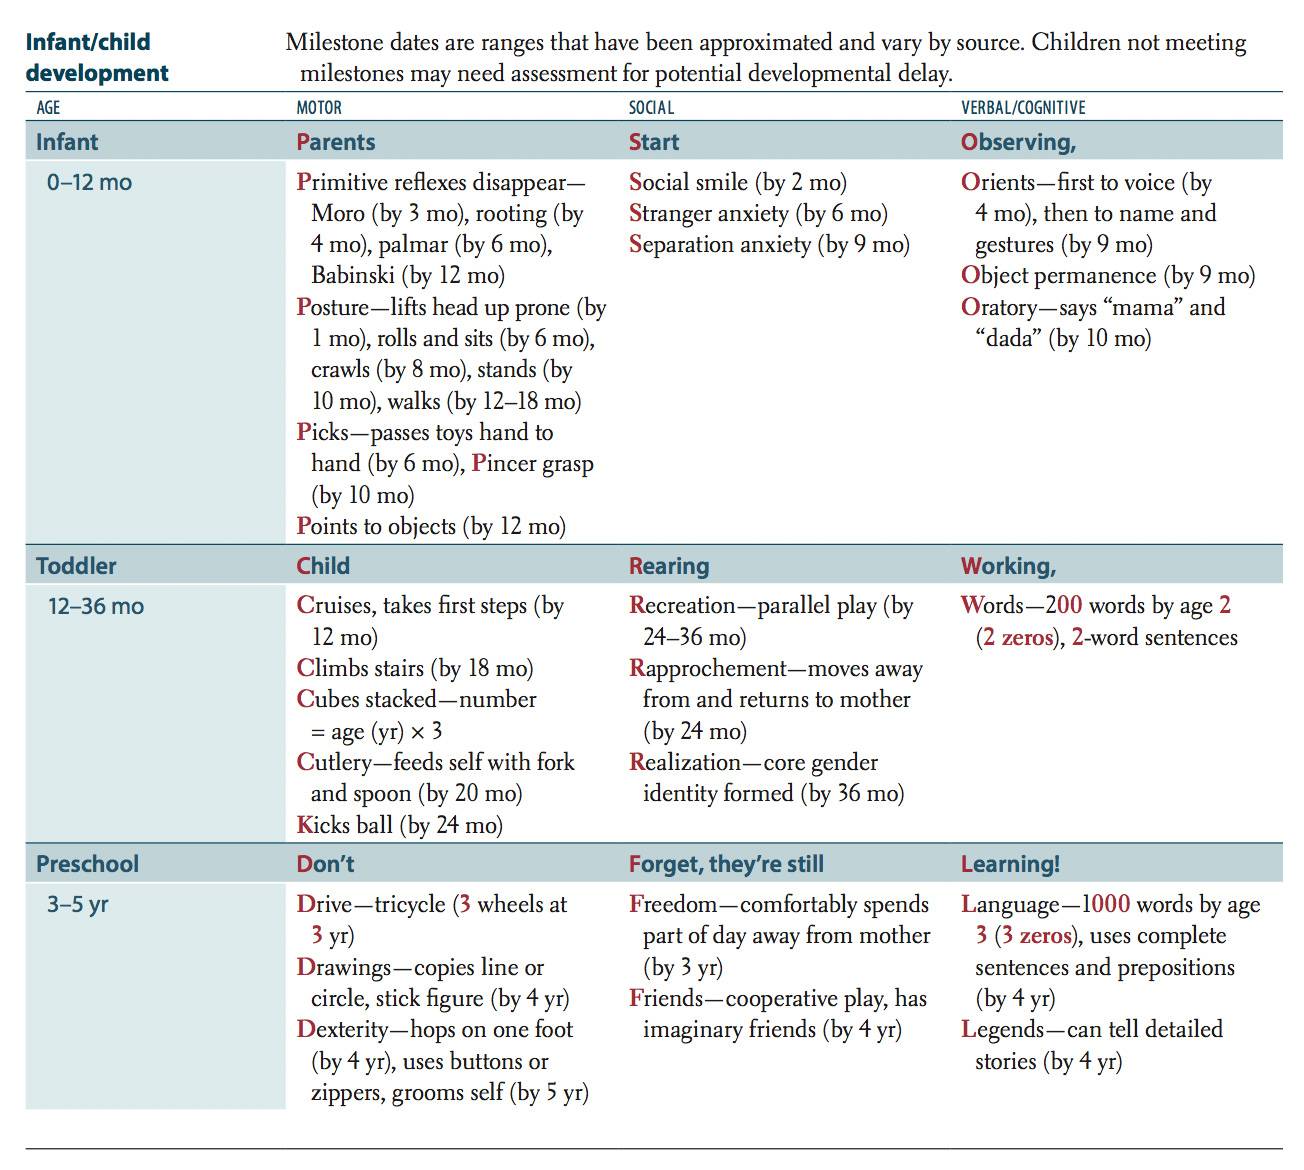 Infant/child
development
Milestone dates are ranges that have been approximated and vary by source. Children not meeting
milestones may need assessment for potential developmental delay.
AGE MOTOR SOCIAL VERBAL/COGNITIVE
Infant Parents Start Observing,
0–12 mo
Primitive reflexes disappear—
Moro (by 3 mo), rooting (by
4 mo), palmar (by 6 mo),
Babinski (by 12 mo)
Posture—lifts head up prone (by
1 mo), rolls and sits (by 6 mo),
crawls (by 8 mo), stands (by
10 mo), walks (by 12–18 mo)
Picks—passes toys hand to
hand (by 6 mo), Pincer grasp
(by 10 mo)
Points to objects (by 12 mo)
Social smile (by 2 mo)
Stranger anxiety (by 6 mo)
Separation anxiety (by 9 mo)
Orients—first to voice (by
4 mo), then to name and
gestures (by 9 mo)
Object permanence (by 9 mo)
Oratory—says “mama” and
“dada” (by 10 mo)
Toddler Child Rearing Working,
12–36 mo
Cruises, takes first steps (by
12 mo)
Climbs stairs (by 18 mo)
Cubes stacked—number
= age (yr) × 3
Cutlery—feeds self with fork
and spoon (by 20 mo)
Kicks ball (by 24 mo)
Recreation—parallel play (by
24–36 mo)
Rapprochement—moves away
from and returns to mother
(by 24 mo)
Realization—core gender
identity formed (by 36 mo)
Words—200 words by age 2
(2 zeros), 2-word sentences
Preschool Don’t Forget, they’re still Learning!
3–5 yr
Drive—tricycle (3 wheels at
3 yr)
Drawings—copies line or
circle, stick figure (by 4 yr)
Dexterity—hops on one foot
(by 4 yr), uses buttons or
zippers, grooms self (by 5 yr)
Freedom—comfortably spends
part of day away from mother
(by 3 yr)
Friends—cooperative play, has
imaginary friends (by 4 yr)
Language—1000 words by age
3 (3 zeros), uses complete
sentences and prepositions
(by 4 yr)
Legends—can tell detailed
stories (by 4 yr)